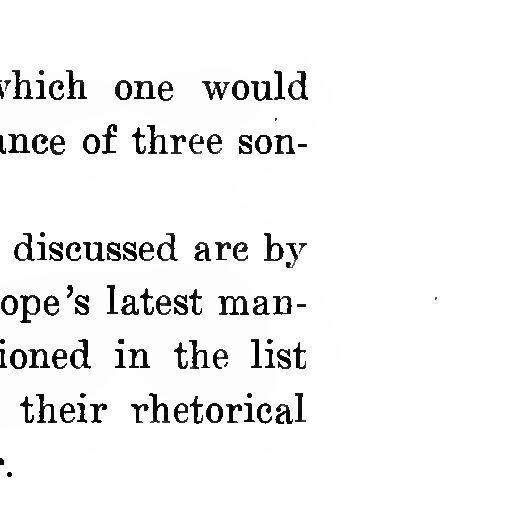 which one would
ance of three son-
discussed are by
ope's latest man-
ioned in the list
their rhetorical
r.